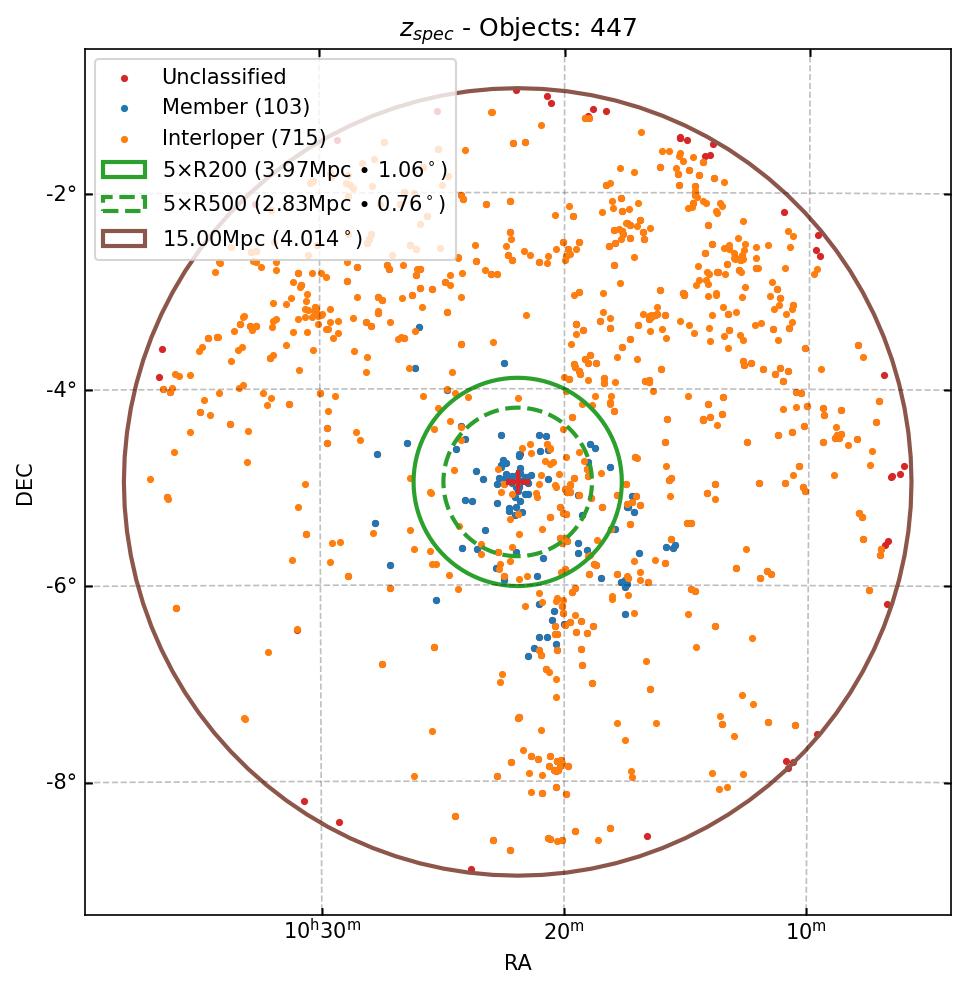 z_spec - Objects: 447
Unclassified
Member (103)
Interloper (715)
5×R200 (3.97Mpc • 1.06°)
5×R500 (2.83Mpc • 0.76°)
15.00Mpc (4.014°)
-2°
-4°
-6°
-8°
DEC
10ʰ30ᵐ 20ᵐ 10ᵐ
RA